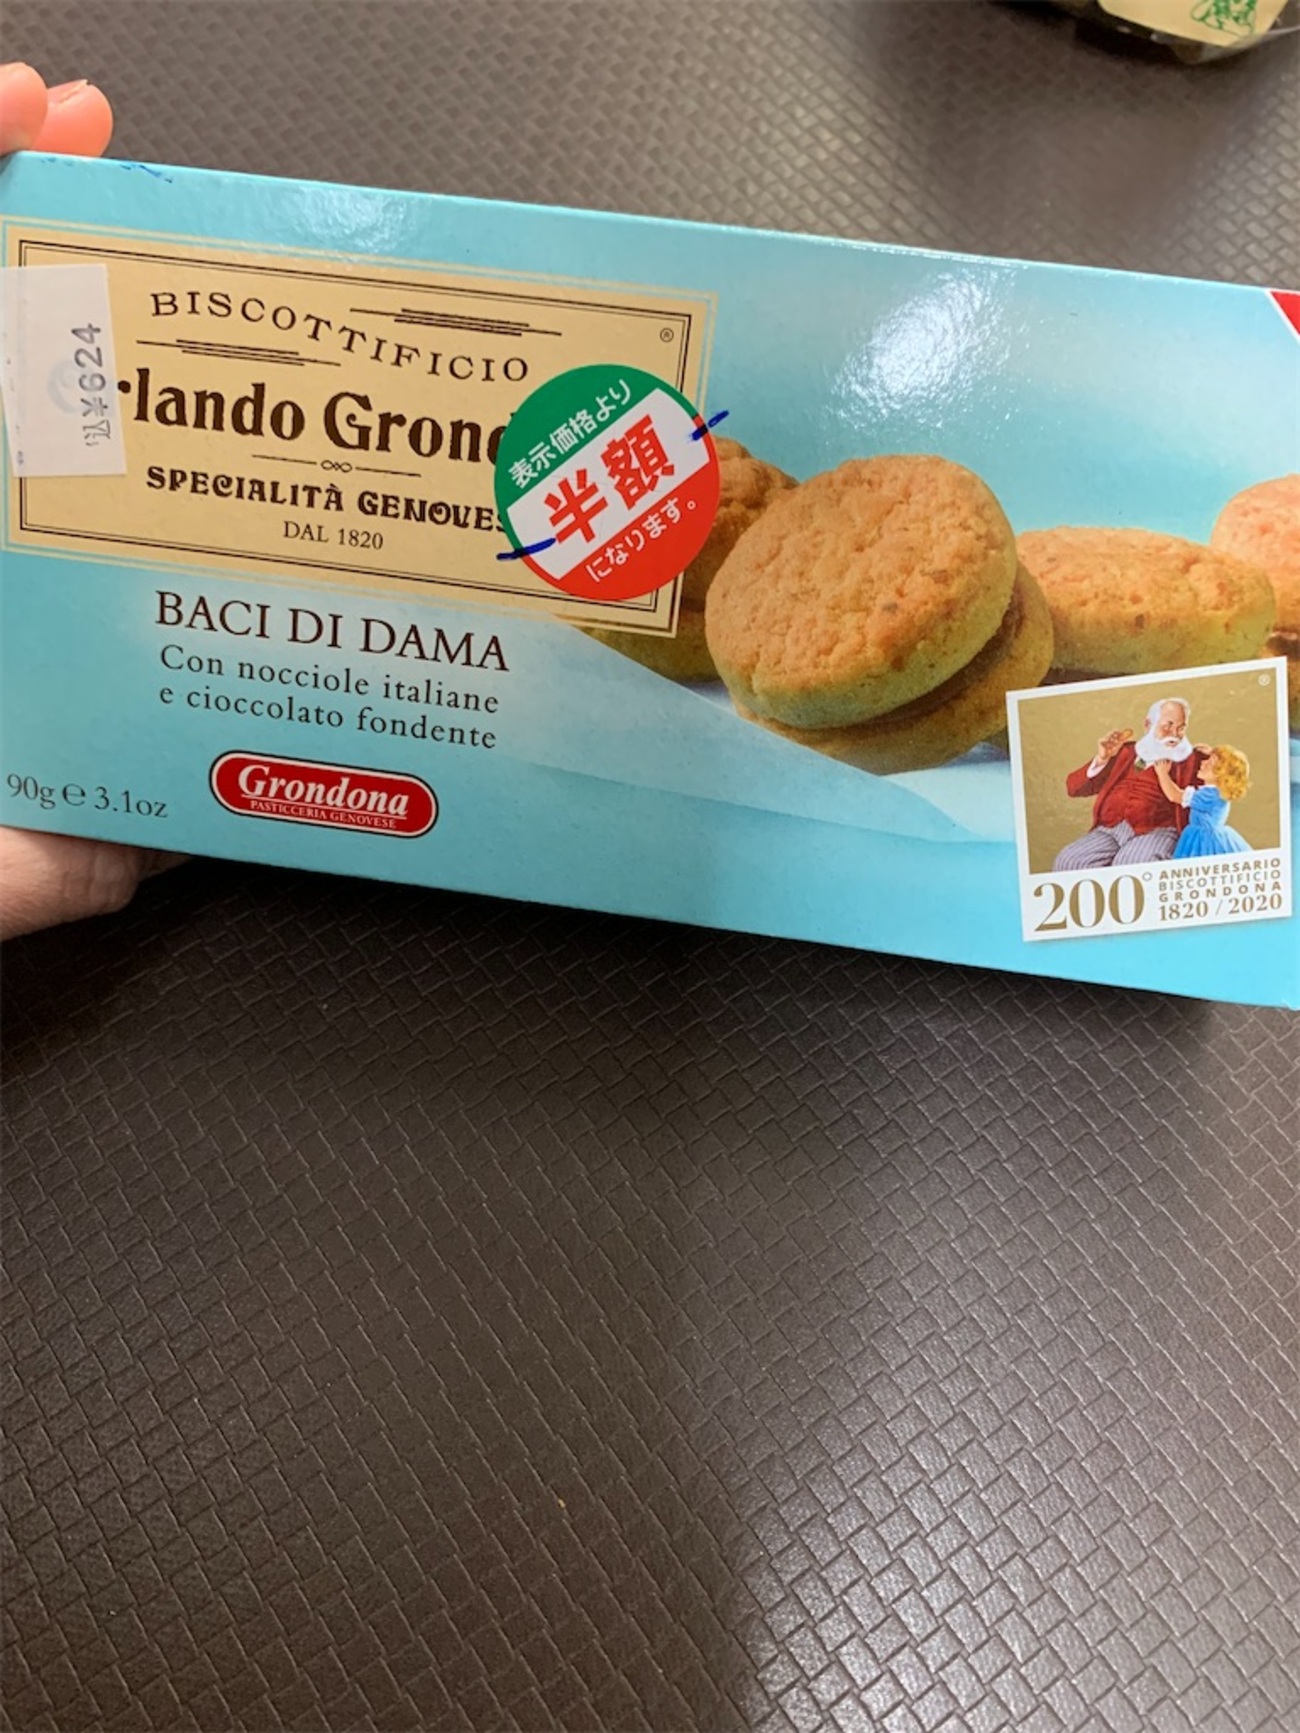 BISCOTTIFICIO
®
rlando Grond
SPECIALITÀ GENOVES
DAL 1820
込¥624
表示価格より
半額
になります。
BACI DI DAMA
Con nocciole italiane
e cioccolato fondente
90g ℮ 3.1oz
Grondona
PASTICCERIA GENOVESE
®
200° ANNIVERSARIO
BISCOTTIFICIO
GRONDONA
1820 / 2020